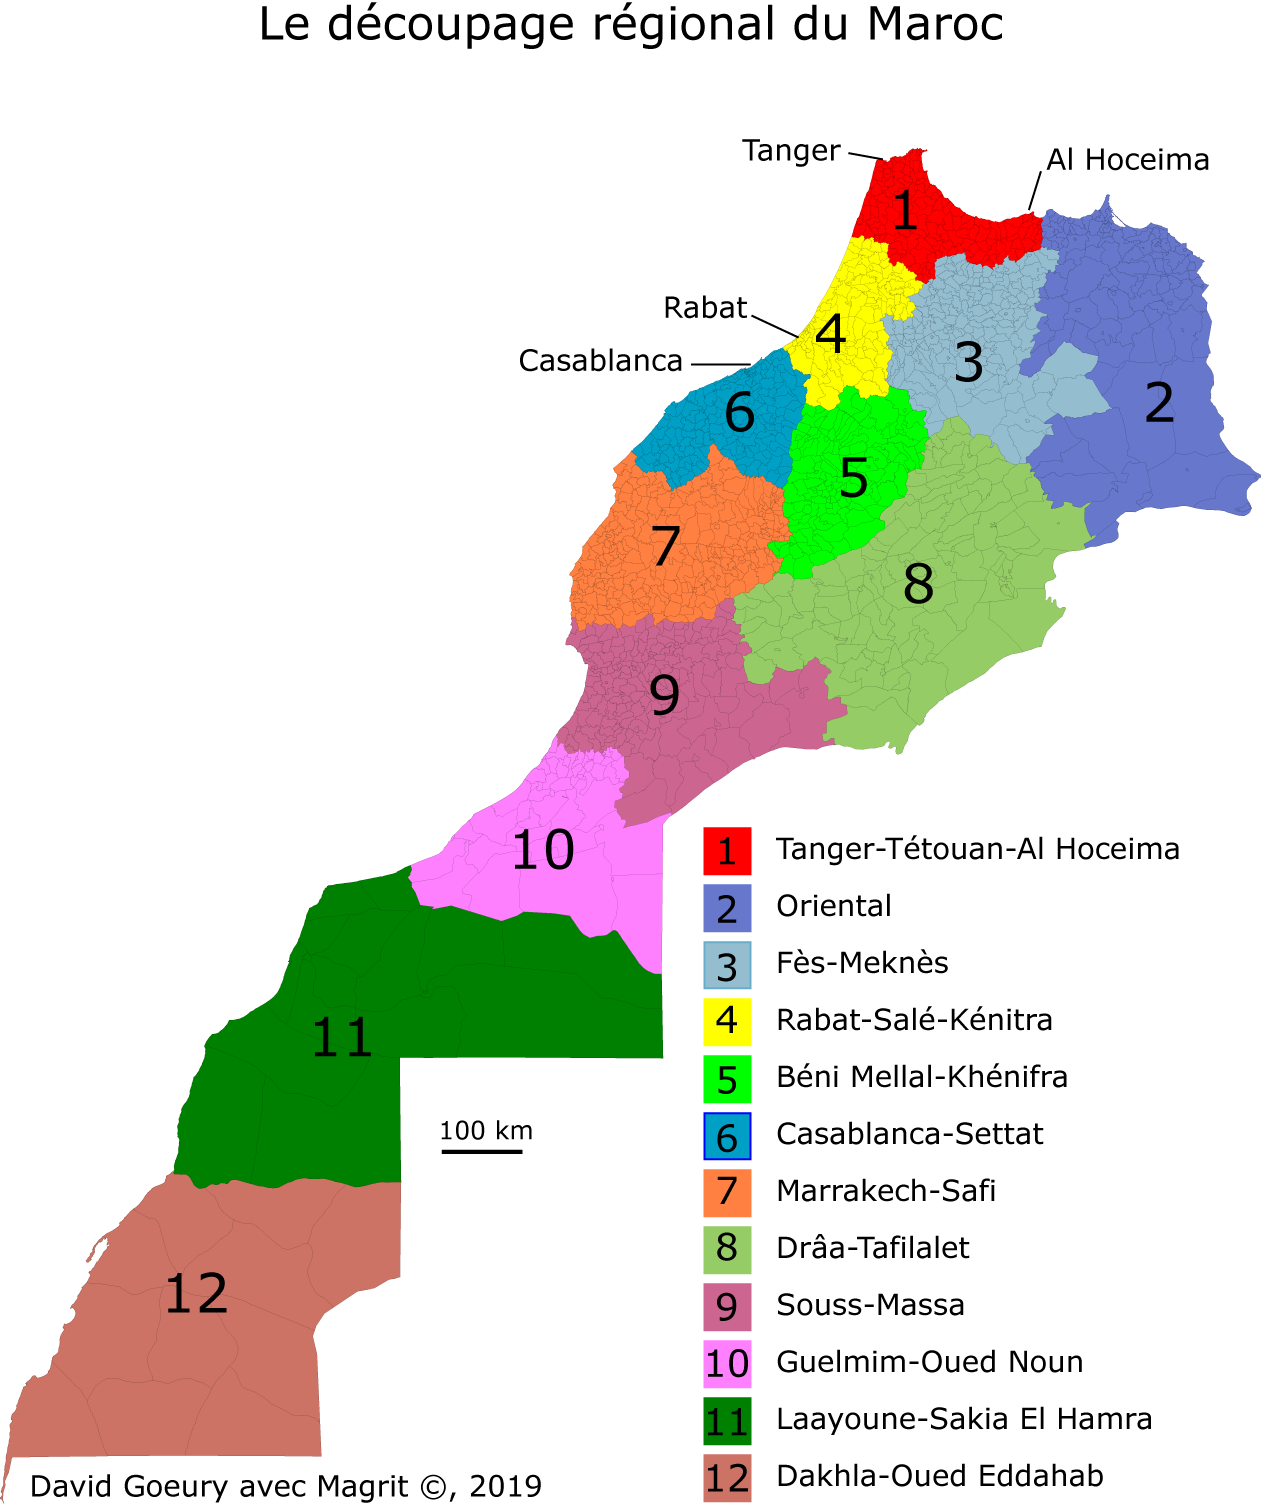 Le découpage régional du Maroc
Tanger
Al Hoceima
1
Rabat
4
Casablanca
3
2
6
5
7
8
9
10
11
12
100 km
1 Tanger-Tétouan-Al Hoceima
2 Oriental
3 Fès-Meknès
4 Rabat-Salé-Kénitra
5 Béni Mellal-Khénifra
6 Casablanca-Settat
7 Marrakech-Safi
8 Drâa-Tafilalet
9 Souss-Massa
10 Guelmim-Oued Noun
11 Laayoune-Sakia El Hamra
12 Dakhla-Oued Eddahab
David Goeury avec Magrit ©, 2019